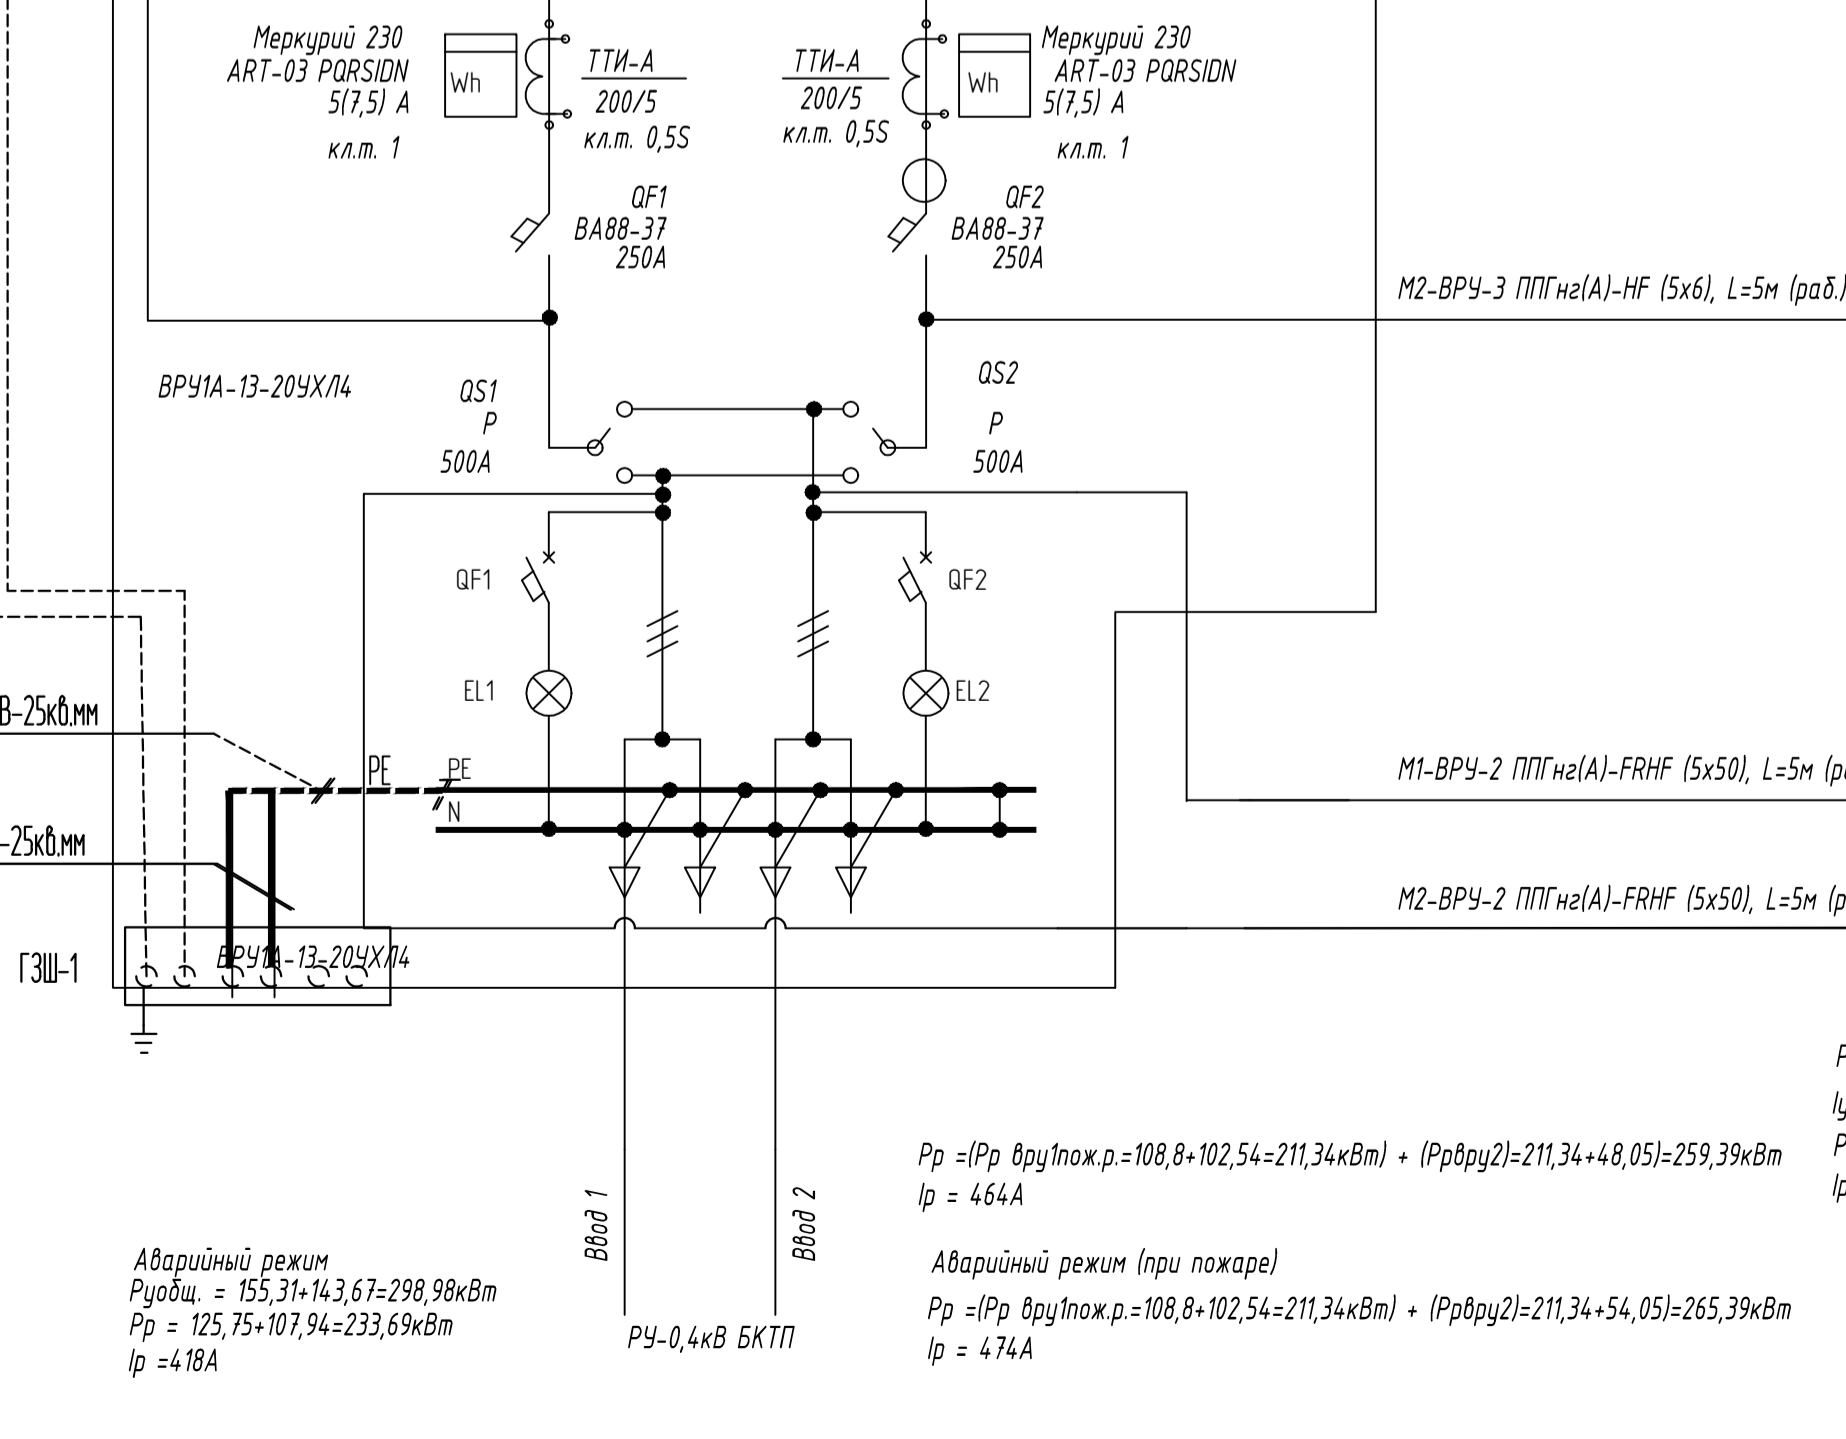 Меркурий 230
ART-03 PQRSIDN
5(7,5) А
кл.т. 1
Wh
ТТИ-А
200/5
кл.т. 0,5S
ТТИ-А
200/5
кл.т. 0,5S
Wh
Меркурий 230
ART-03 PQRSIDN
5(7,5) А
кл.т. 1
QF1
ВА88-37
250А
QF2
ВА88-37
250А
М2-ВРУ-3 ППГнг(А)-HF (5х6), L=5м (раб.)
ВРУ1А-13-20УХЛ4
QS1
Р
500А
QS2
Р
500А
QF1
QF2
EL1
EL2
В-25кв.мм
PE
PE
N
М1-ВРУ-2 ППГнг(А)-FRHF (5х50), L=5м
-25кв.мм
М2-ВРУ-2 ППГнг(А)-FRHF (5х50), L=5м
ГЗШ-1
ВРУ1А-13-20УХЛ4
Рр =(Рр вру1пож.р.=108,8+102,54=211,34кВт) + (Ррвру2)=211,34+48,05)=259,39кВт
Iр = 464А
Ввод 1
Ввод 2
Аварийный режим
Руобщ. = 155,31+143,67=298,98кВт
Рр = 125,75+107,94=233,69кВт
Iр =418А
Аварийный режим (при пожаре)
Рр =(Рр вру1пож.р.=108,8+102,54=211,34кВт) + (Ррвру2)=211,34+54,05)=265,39кВт
Iр = 474А
РУ-0,4кВ БКТП